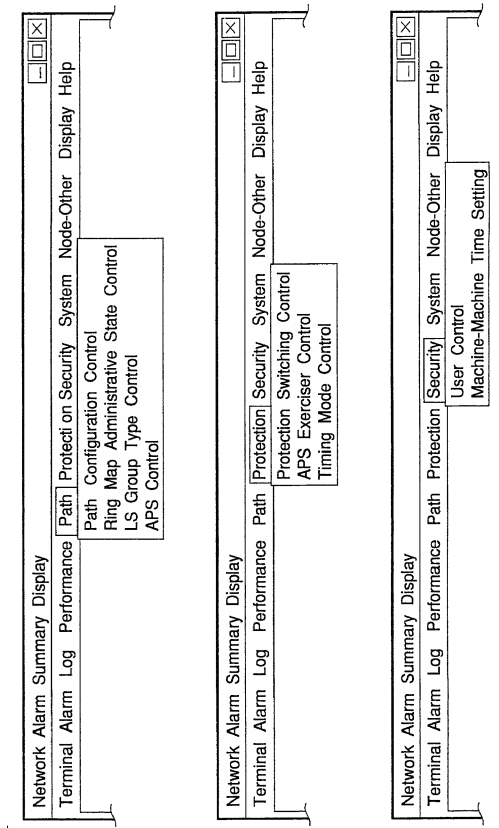 Network Alarm Summary Display
Terminal Alarm Log Performance Path Protecti on Security System Node-Other Display Help
Path Configuration Control
Ring Map Administrative State Control
LS Group Type Control
APS Control
Network Alarm Summary Display
Terminal Alarm Log Performance Path Protection Security System Node-Other Display Help
Protection Switching Control
APS Exerciser Control
Timing Mode Control
Network Alarm Summary Display
Terminal Alarm Log Performance Path Protection Security System Node-Other Display Help
User Control
Machine-Machine Time Setting